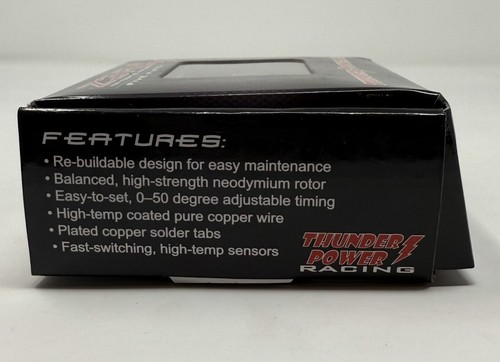 FEATURES:
• Re-buildable design for easy maintenance
• Balanced, high-strength neodymium rotor
• Easy-to-set, 0–50 degree adjustable timing
• High-temp coated pure copper wire
• Plated copper solder tabs
• Fast-switching, high-temp sensors
THUNDER
POWER
RACING